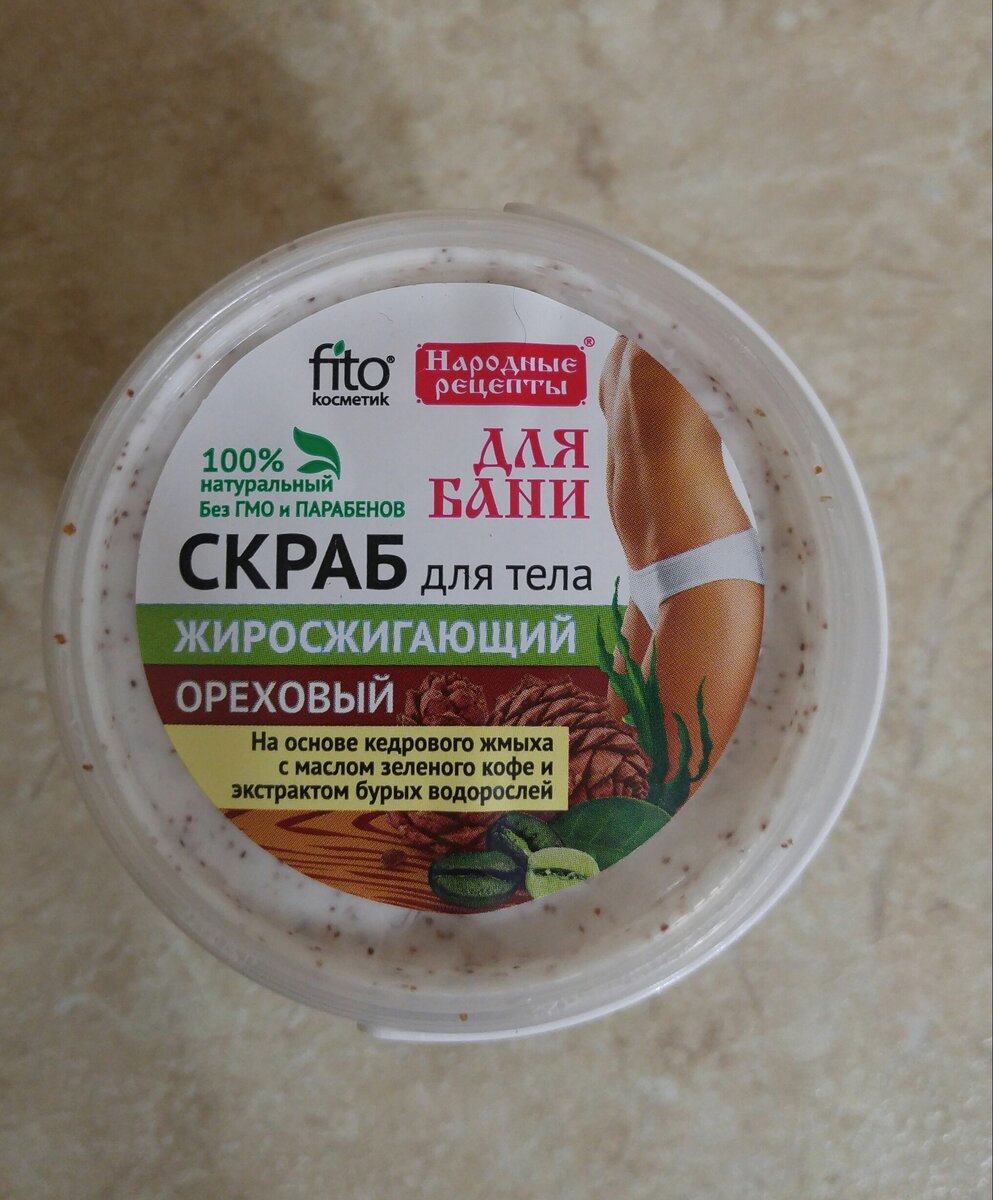 fito®
косметик
Народные®
рецепты
ДЛЯ
БАНИ
100%
натуральный
Без ГМО и ПАРАБЕНОВ
СКРАБ для тела
ЖИРОСЖИГАЮЩИЙ
ОРЕХОВЫЙ
На основе кедрового жмыха
с маслом зеленого кофе и
экстрактом бурых водорослей